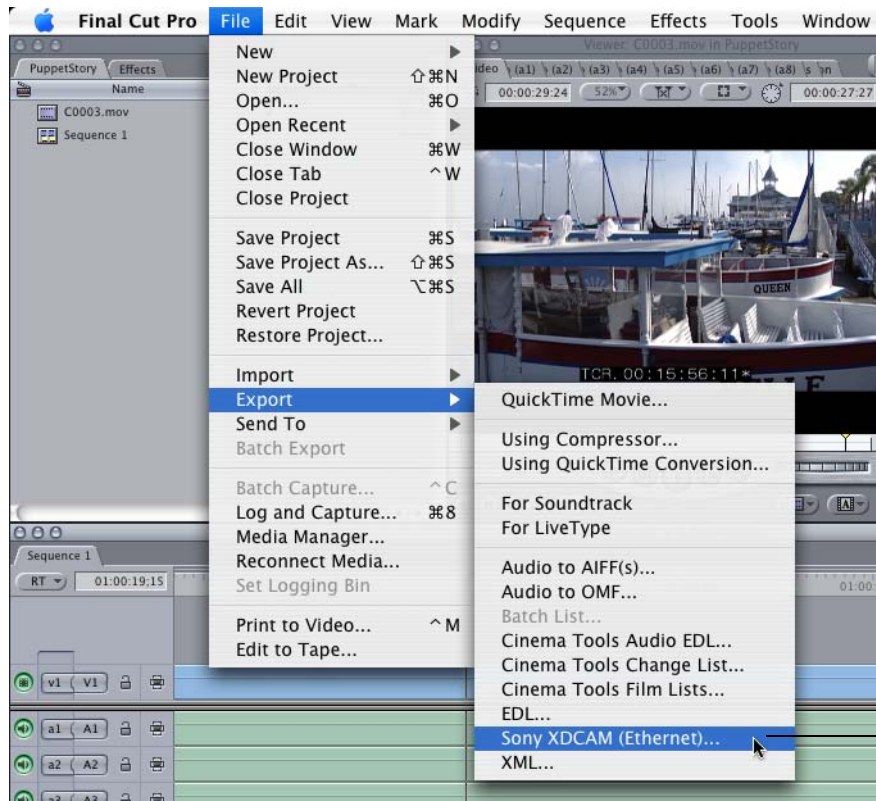 Final Cut Pro File Edit View Mark Modify Sequence Effects Tools Window
Viewer: C0003.mov in PuppetStory
PuppetStory Effects
Name
C0003.mov
Sequence 1
(a1) (a2) (a3) (a4) (a5) (a6) (a7) (a8)
00:00:29:24 52% 00:00:27:27
New
New Project ⇧⌘N
Open... ⌘O
Open Recent
Close Window ⌘W
Close Tab ^W
Close Project
Save Project ⌘S
Save Project As... ⇧⌘S
Save All ⌥⌘S
Revert Project
Restore Project...
Import
Export
Send To
Batch Export
Batch Capture... ^C
Log and Capture... ⌘8
Media Manager...
Reconnect Media...
Set Logging Bin
Print to Video... ^M
Edit to Tape...
QUEEN
TCR. 00:15:56:11*
QuickTime Movie...
Using Compressor...
Using QuickTime Conversion...
For Soundtrack
For LiveType
Audio to AIFF(s)...
Audio to OMF...
Batch List...
Cinema Tools Audio EDL...
Cinema Tools Change List...
Cinema Tools Film Lists...
EDL...
Sony XDCAM (Ethernet)...
XML...
Sequence 1
RT 01:00:19;15
01:00
v1 V1
a1 A1
a2 A2
a3 A3